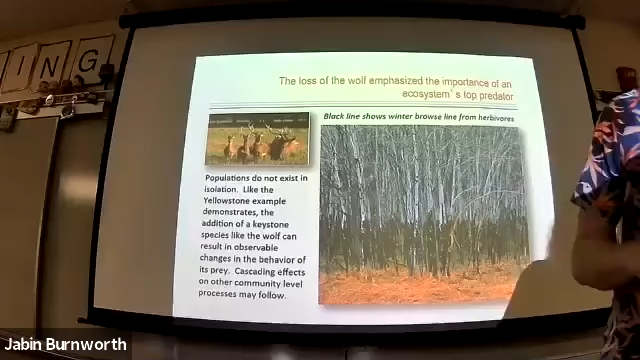 ING
The loss of the wolf emphasized the importance of an
ecosystem's top predator
Black line shows winter browse line from herbivores
Populations do not exist in
isolation. Like the
Yellowstone example
demonstrates, the
addition of a keystone
species like the wolf can
result in observable
changes in the behavior of
its prey. Cascading effects
on other community level
processes may follow.
Jabin Burnworth